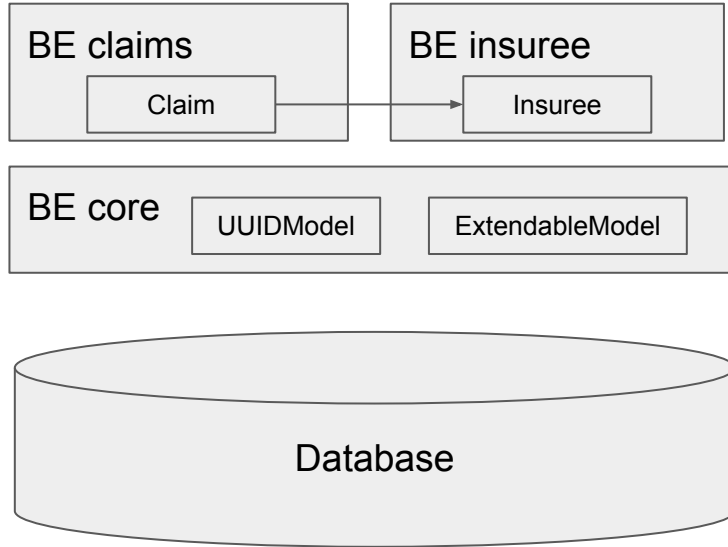 BE claims
Claim
BE insuree
Insuree
BE core
UUIDModel
ExtendableModel
Database